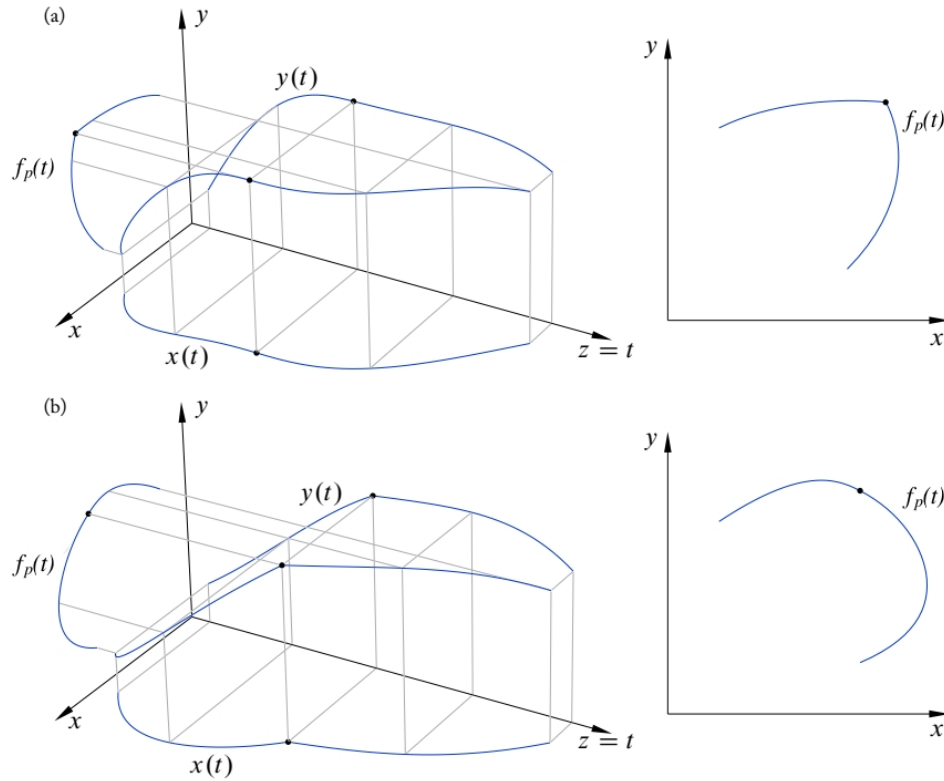 (a)
y
y(t)
f_p(t)
x
x(t)
z = t
y
f_p(t)
x
(b)
y
y(t)
f_p(t)
x
x(t)
z = t
y
f_p(t)
x